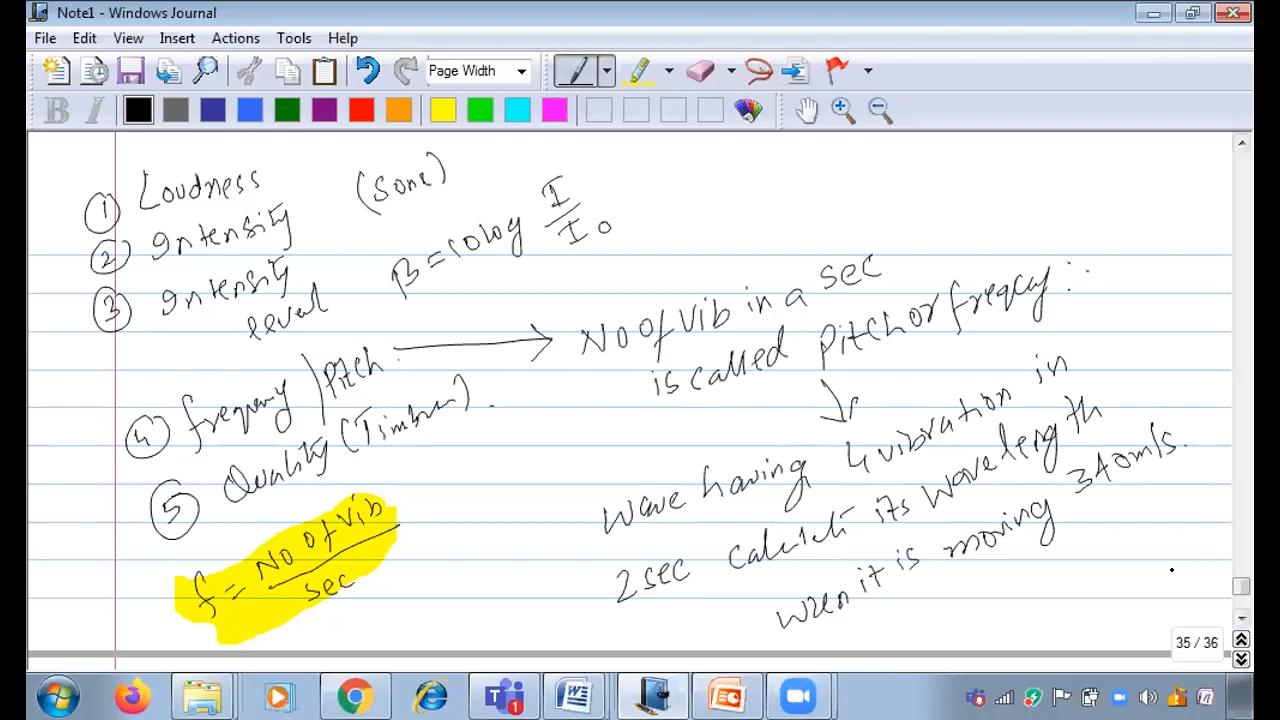 Note1 - Windows Journal
File Edit View Insert Actions Tools Help
Page Width
B I
① Loudness (Sone)
② Intensity
③ Intensity level β = 10 log I/I₀
④ frequency / Pitch → No of Vib in a sec
is called Pitch or freqcy :
⑤ Quality (Timbre).
f = No of Vib / sec
wave having 4 vibration in
2 sec calculate its wavelength
when it is moving 340 m/s.
35 / 36